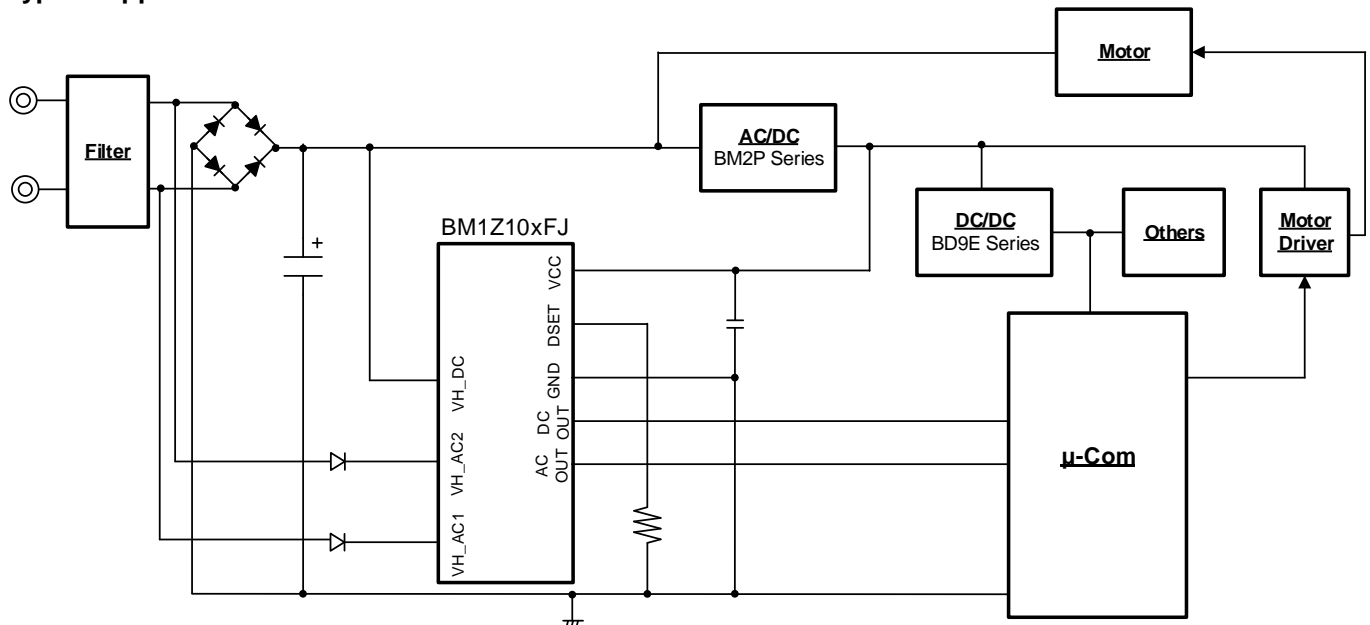 Motor
AC/DC
BM2P Series
Filter
DC/DC
BD9E Series
Others
Motor
Driver
BM1Z10xFJ
+
VCC
DSET
GND
DC
OUT
AC
OUT
VH_DC
VH_AC2
VH_AC1
µ-Com